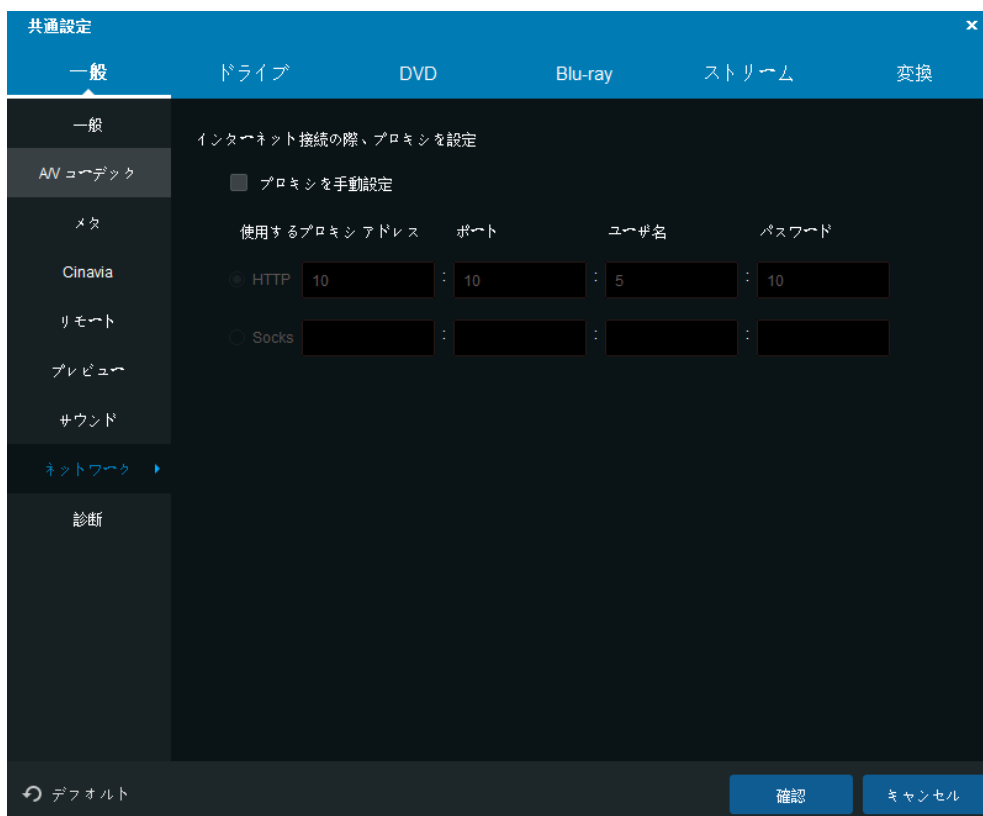 共通設定
×
一般 ドライブ DVD Blu-ray ストリーム 変換
一般
A/V コーデック
メタ
Cinavia
リモート
プレビュー
サウンド
ネットワーク
診断
インターネット接続の際、プロキシを設定
プロキシを手動設定
使用するプロキシ アドレス ポート ユーザ名 パスワード
HTTP 10 : 10 : 5 : 10
Socks : : :
デフォルト
確認 キャンセル